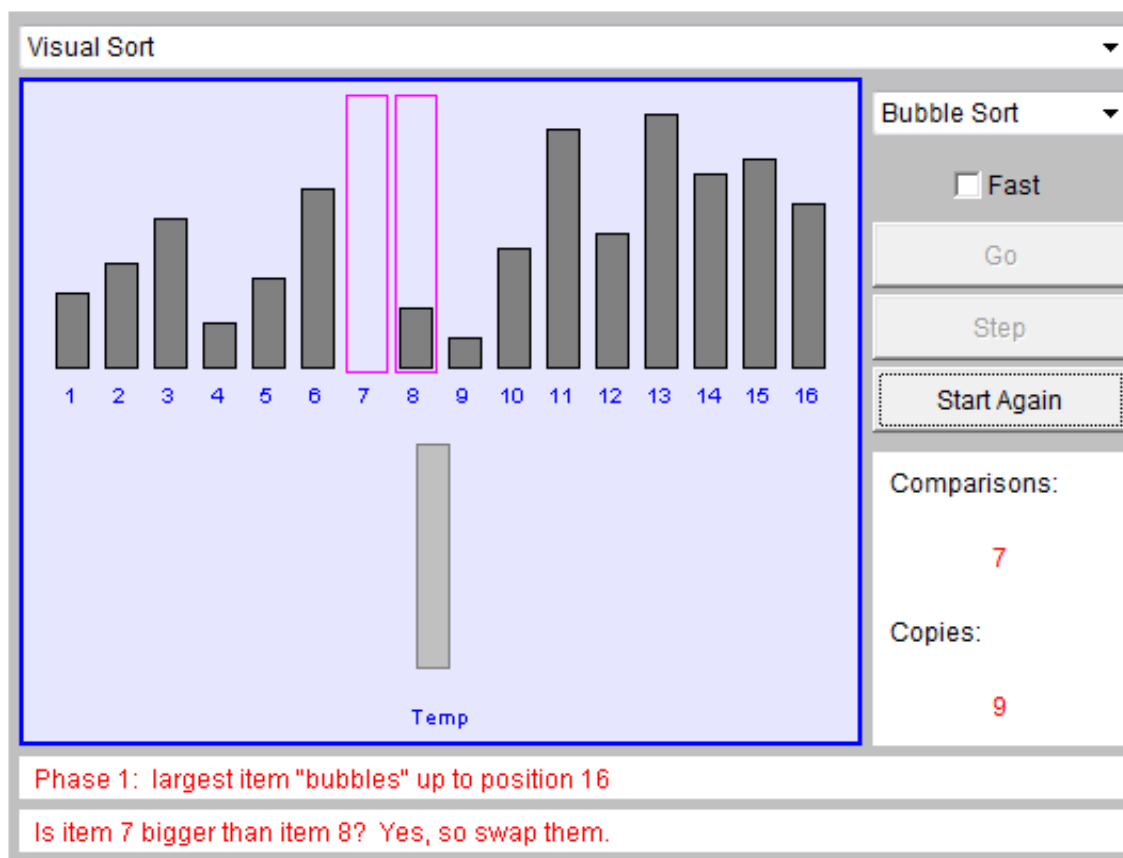 Visual Sort
Bubble Sort
Fast
Go
Step
Start Again
1 2 3 4 5 6 7 8 9 10 11 12 13 14 15 16
Temp
Comparisons:
7
Copies:
9
Phase 1: largest item "bubbles" up to position 16
Is item 7 bigger than item 8? Yes, so swap them.